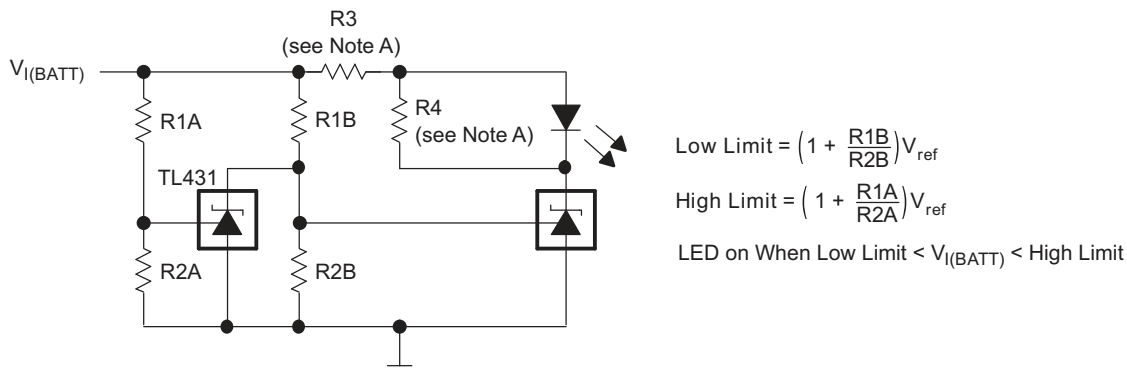 R3
(see Note A)
V_I(BATT)
R1A
R1B
R4
(see Note A)
TL431
R2A
R2B
Low Limit = ( 1 + R1B/R2B ) V_ref
High Limit = ( 1 + R1A/R2A ) V_ref
LED on When Low Limit < V_I(BATT) < High Limit